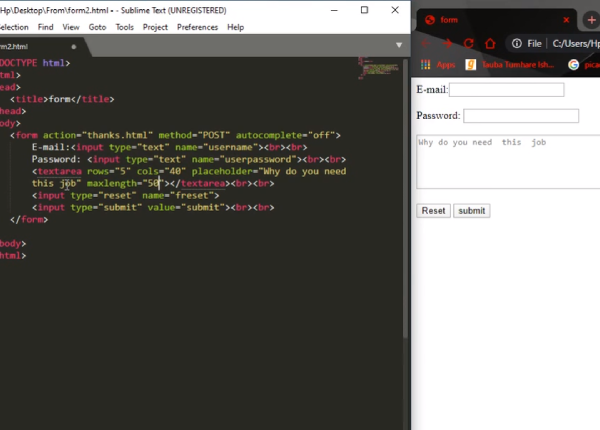 Hp\Desktop\From\form2.html • - Sublime Text (UNREGISTERED)
Selection Find View Goto Tools Project Preferences Help
rm2.html
DOCTYPE html>
tml>
ead>
<title>form</title>
head>
ody>
<form action="thanks.html" method="POST" autocomplete="off">
E-mail:<input type="text" name="username"><br><br>
Password: <input type="text" name="userpassword"><br><br>
<textarea rows="5" cols="40" placeholder="Why do you need
this job" maxlength="50"></textarea><br><br>
<input type="reset" name="freset">
<input type="submit" value="submit"><br><br>
</form>
body>
html>
form
File C:/Users/Hp
Apps Tauba Tumhare Ish... pica
E-mail:
Password:
Why do you need this job
Reset submit